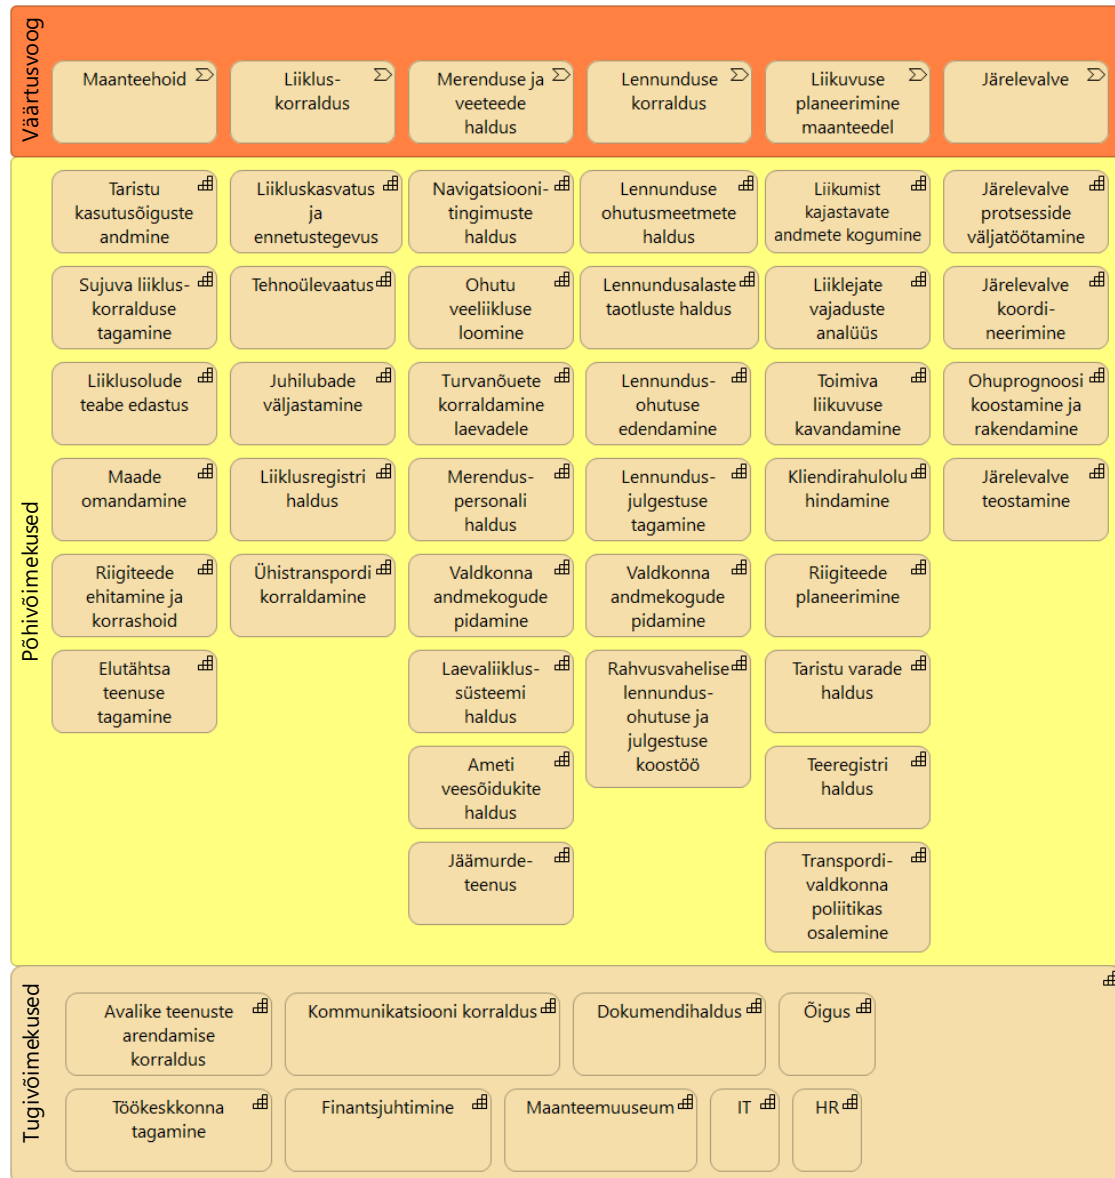 Väärtusvoog
Maanteehoid
Liiklus-
korraldus
Merenduse ja
veeteede
haldus
Lennunduse
korraldus
Liikuvuse
planeerimine
maanteedel
Järelevalve
Põhivõimekused
Taristu
kasutusõiguste
andmine
Liikluskasvatus
ja
ennetustegevus
Navigatsiooni-
tingimuste
haldus
Lennunduse
ohutusmeetmete
haldus
Liikumist
kajastavate
andmete kogumine
Järelevalve
protsesside
väljatöötamine
Sujuva liiklus-
korralduse
tagamine
Tehnoülevaatus
Ohutu
veeliikluse
loomine
Lennundusalaste
taotluste haldus
Liiklejate
vajaduste
analüüs
Järelevalve
koordi-
neerimine
Liiklusolude
teabe edastus
Juhilubade
väljastamine
Turvanõuete
korraldamine
laevadele
Lennundus-
ohutuse
edendamine
Toimiva
liikuvuse
kavandamine
Ohuprognoosi
koostamine ja
rakendamine
Maade
omandamine
Liiklusregistri
haldus
Merendus-
personali
haldus
Lennundus-
julgestuse
tagamine
Kliendirahulolu
hindamine
Järelevalve
teostamine
Riigiteede
ehitamine ja
korrashoid
Ühistranspordi
korraldamine
Valdkonna
andmekogude
pidamine
Valdkonna
andmekogude
pidamine
Riigiteede
planeerimine
Elutähtsa
teenuse
tagamine
Laevaliiklus-
süsteemi
haldus
Rahvusvahelise
lennundus-
ohutuse ja
julgestuse
koostöö
Taristu varade
haldus
Ameti
veesõidukite
haldus
Teeregistri
haldus
Jäämurde-
teenus
Transpordi-
valdkonna
poliitikas
osalemine
Tugivõimekused
Avalike teenuste
arendamise
korraldus
Kommunikatsiooni korraldus
Dokumendihaldus
Õigus
Töökeskkonna
tagamine
Finantsjuhtimine
Maanteemuuseum
IT
HR